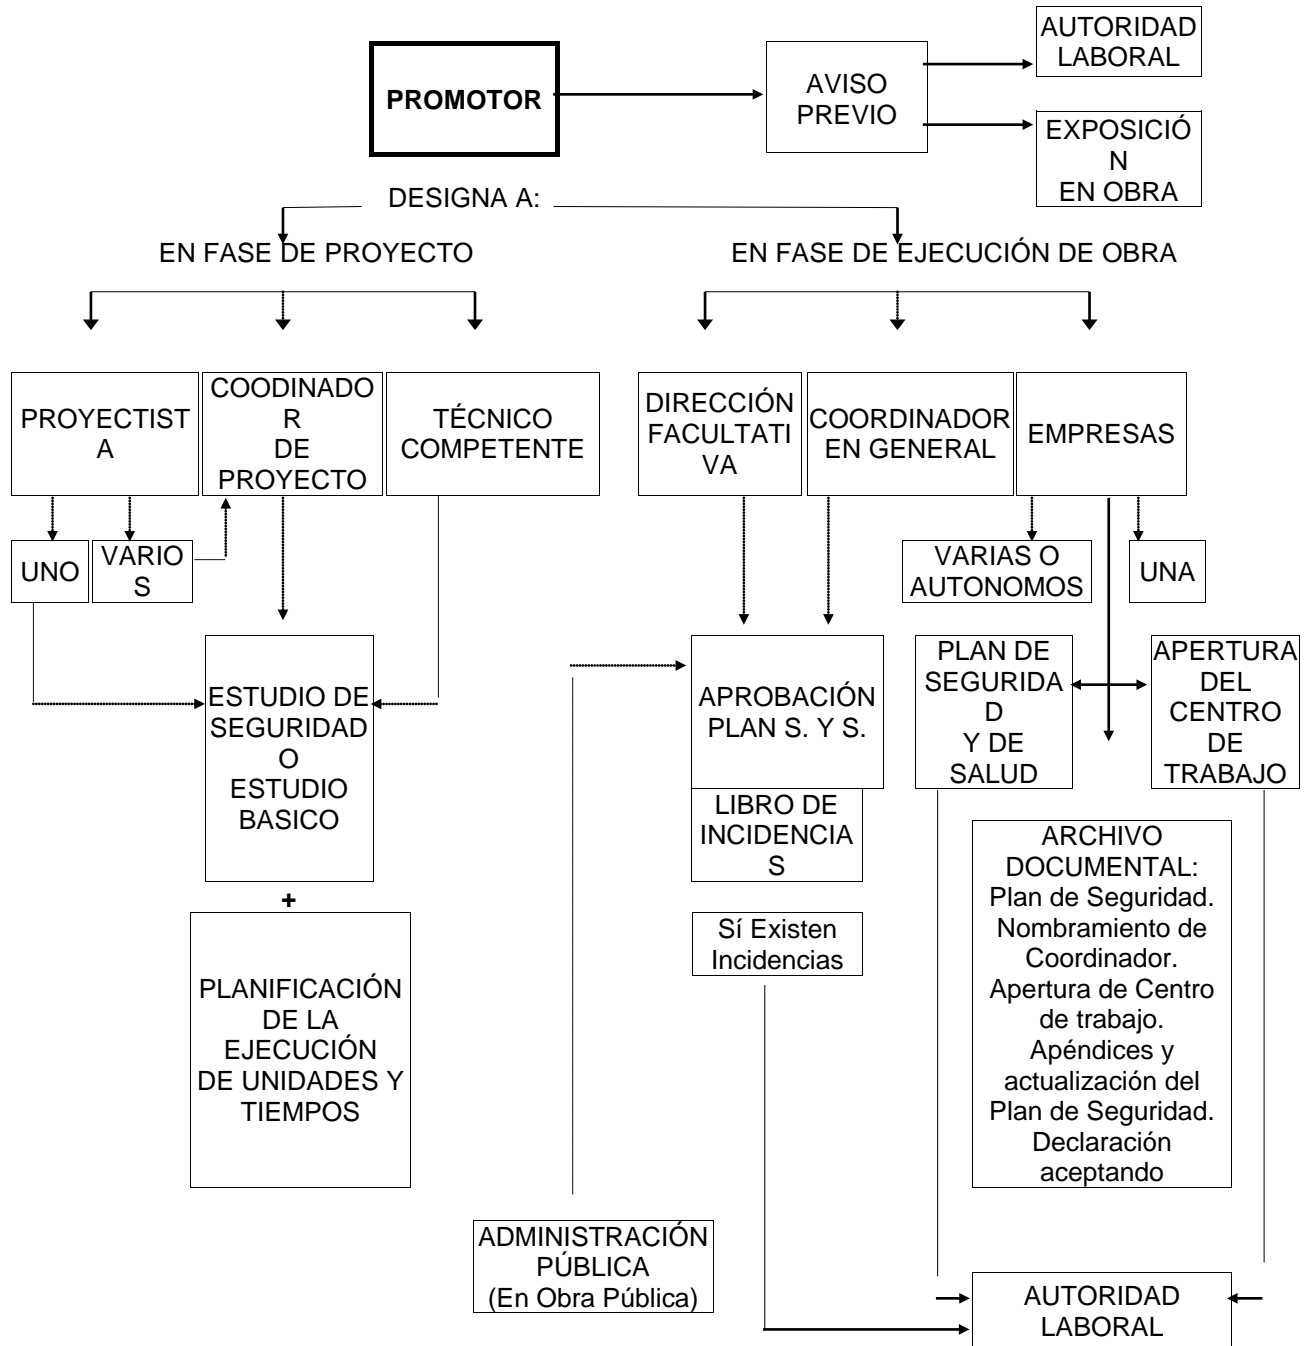 AUTORIDAD
LABORAL
PROMOTOR
AVISO
PREVIO
EXPOSICIÓ
N
EN OBRA
DESIGNA A:
EN FASE DE PROYECTO
EN FASE DE EJECUCIÓN DE OBRA
PROYECTIST
A
COODINADO
R
DE
PROYECTO
TÉCNICO
COMPETENTE
DIRECCIÓN
FACULTATI
VA
COORDINADOR
EN GENERAL
EMPRESAS
UNO
VARIO
S
VARIAS O
AUTONOMOS
UNA
ESTUDIO DE
SEGURIDAD
O
ESTUDIO
BASICO
+
PLANIFICACIÓN
DE LA
EJECUCIÓN
DE UNIDADES Y
TIEMPOS
APROBACIÓN
PLAN S. Y S.
LIBRO DE
INCIDENCIA
S
Sí Existen
Incidencias
PLAN DE
SEGURIDA
D
Y DE
SALUD
APERTURA
DEL
CENTRO
DE
TRABAJO
ARCHIVO
DOCUMENTAL:
Plan de Seguridad.
Nombramiento de
Coordinador.
Apertura de Centro
de trabajo.
Apéndices y
actualización del
Plan de Seguridad.
Declaración
aceptando
ADMINISTRACIÓN
PÚBLICA
(En Obra Pública)
AUTORIDAD
LABORAL